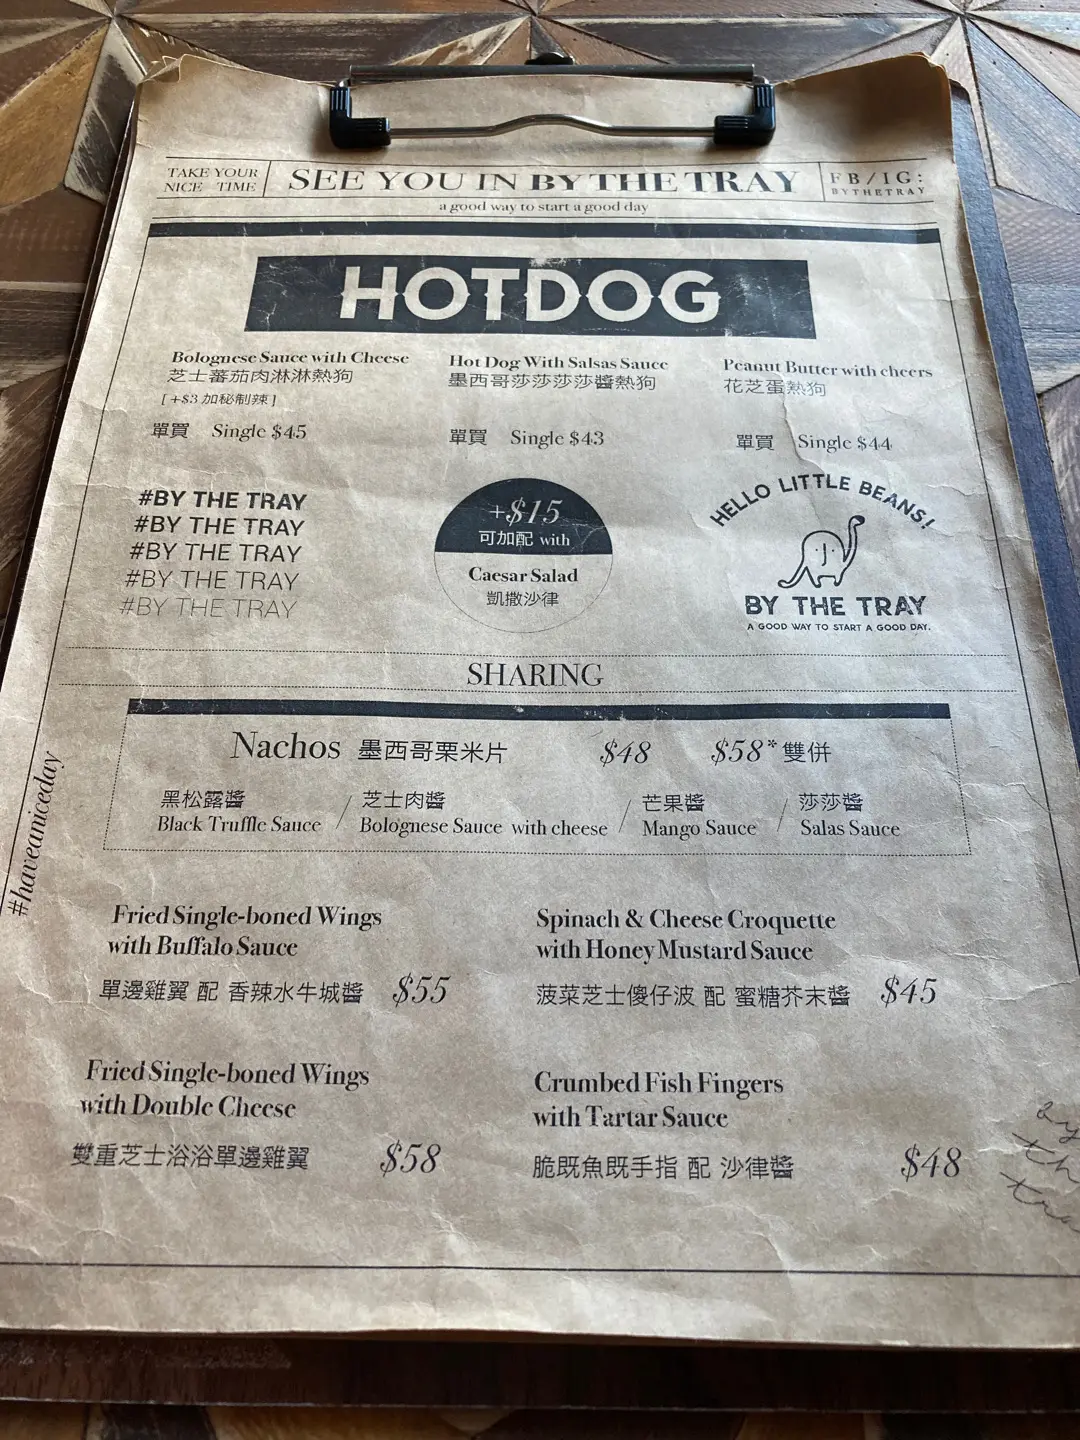 TAKE YOUR
NICE TIME
SEE YOU IN BY THE TRAY
FB/IG:
BYTHETRAY
a good way to start a good day
HOTDOG
Bolognese Sauce with Cheese
芝士蕃茄肉淋淋熱狗
[ +$3 加秘制辣 ]
單買 Single $45
Hot Dog With Salsas Sauce
墨西哥莎莎莎莎醬熱狗
單買 Single $43
Peanut Butter with cheers
花芝蛋熱狗
單買 Single $44
#BY THE TRAY
#BY THE TRAY
#BY THE TRAY
#BY THE TRAY
#BY THE TRAY
+$15
可加配 with
Caesar Salad
凱撒沙律
HELLO LITTLE BEANS!
BY THE TRAY
A GOOD WAY TO START A GOOD DAY.
SHARING
Nachos 墨西哥粟米片 $48 $58* 雙併
黑松露醬 / 芝士肉醬 / 芒果醬 / 莎莎醬
Black Truffle Sauce / Bolognese Sauce with cheese / Mango Sauce / Salas Sauce
#haveaniceday
Fried Single-boned Wings
with Buffalo Sauce
單邊雞翼 配 香辣水牛城醬 $55
Spinach & Cheese Croquette
with Honey Mustard Sauce
菠菜芝士傻仔波 配 蜜糖芥末醬 $45
Fried Single-boned Wings
with Double Cheese
雙重芝士浴浴單邊雞翼 $58
Crumbed Fish Fingers
with Tartar Sauce
脆既魚既手指 配 沙律醬 $48